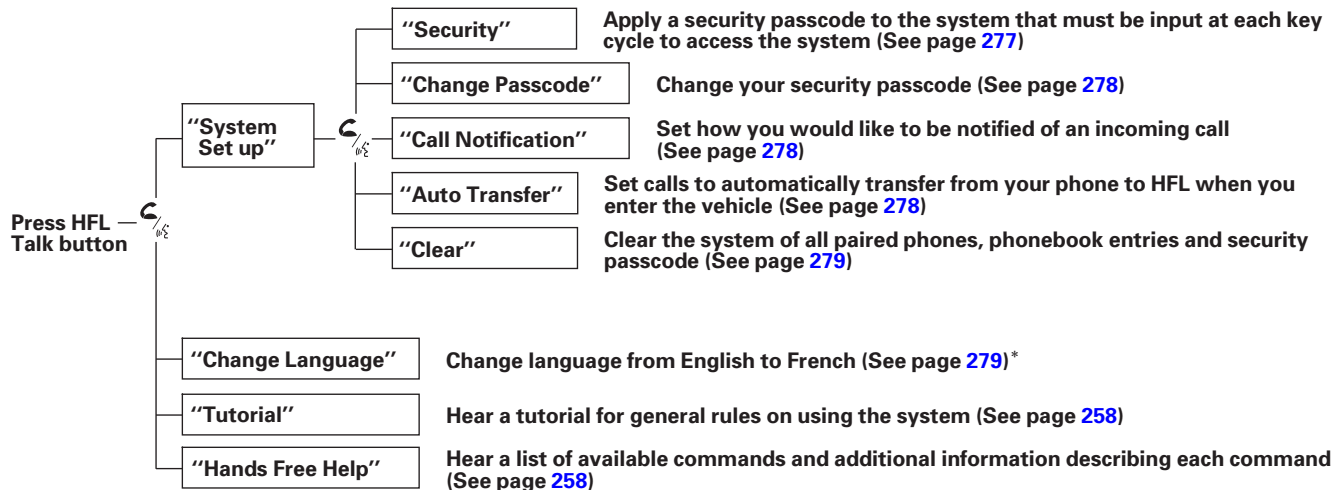 ''Security''
Apply a security passcode to the system that must be input at each key
cycle to access the system (See page 277)
''Change Passcode''
Change your security passcode (See page 278)
''System
Set up''
''Call Notification''
Set how you would like to be notified of an incoming call
(See page 278)
''Auto Transfer''
Set calls to automatically transfer from your phone to HFL when you
enter the vehicle (See page 278)
Press HFL
Talk button
''Clear''
Clear the system of all paired phones, phonebook entries and security
passcode (See page 279)
''Change Language''
Change language from English to French (See page 279)*
''Tutorial''
Hear a tutorial for general rules on using the system (See page 258)
''Hands Free Help''
Hear a list of available commands and additional information describing each command
(See page 258)